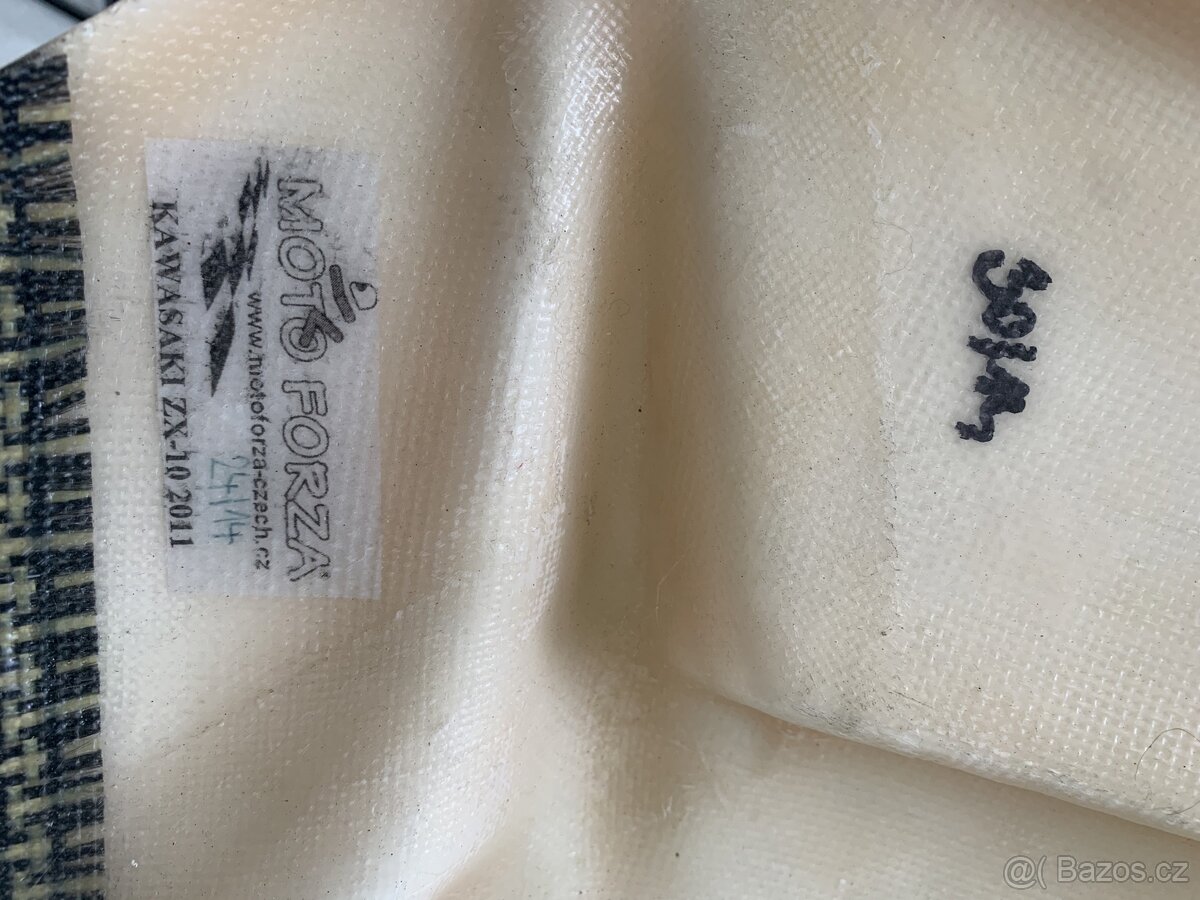 MOTO FORZA
www.motoforza-czech.cz
24/14
KAWASAKI ZX-10 2011
@( Bazos.cz